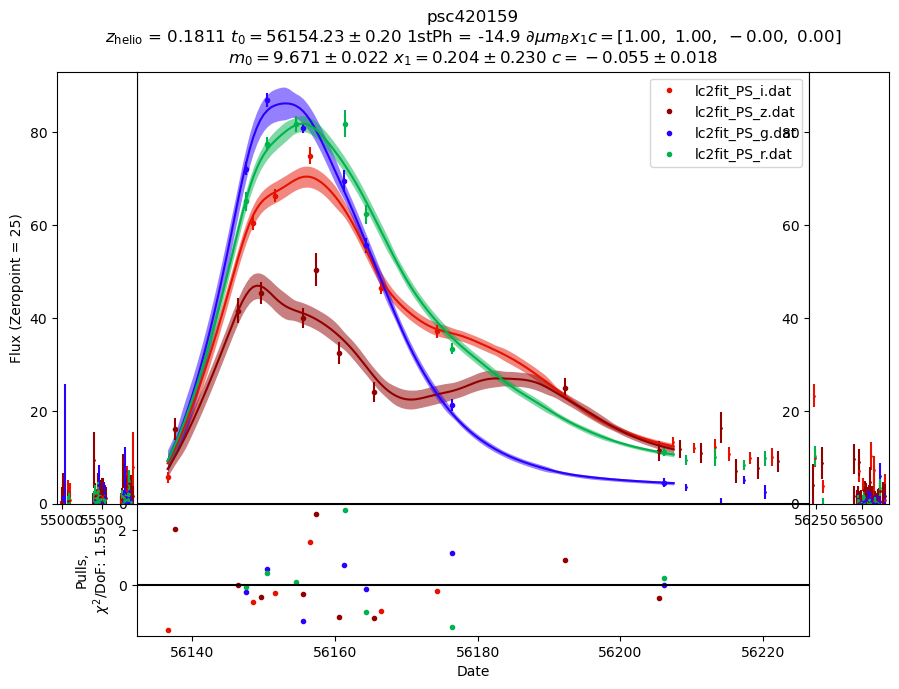 psc420159
z_helio = 0.1811 t_0 = 56154.23 ± 0.20 1stPh = -14.9 ∂μm_Bx_1c = [1.00, 1.00, −0.00, 0.00]
m_0 = 9.671 ± 0.022 x_1 = 0.204 ± 0.230 c = −0.055 ± 0.018
lc2fit_PS_i.dat
lc2fit_PS_z.dat
lc2fit_PS_g.dat
lc2fit_PS_r.dat
Flux (Zeropoint = 25)
80
60
40
20
0
80
60
40
20
0
0
55000
55500
56250
56500
Pulls,
χ²/DoF: 1.55
2
0
56140
56160
56180
56200
56220
Date